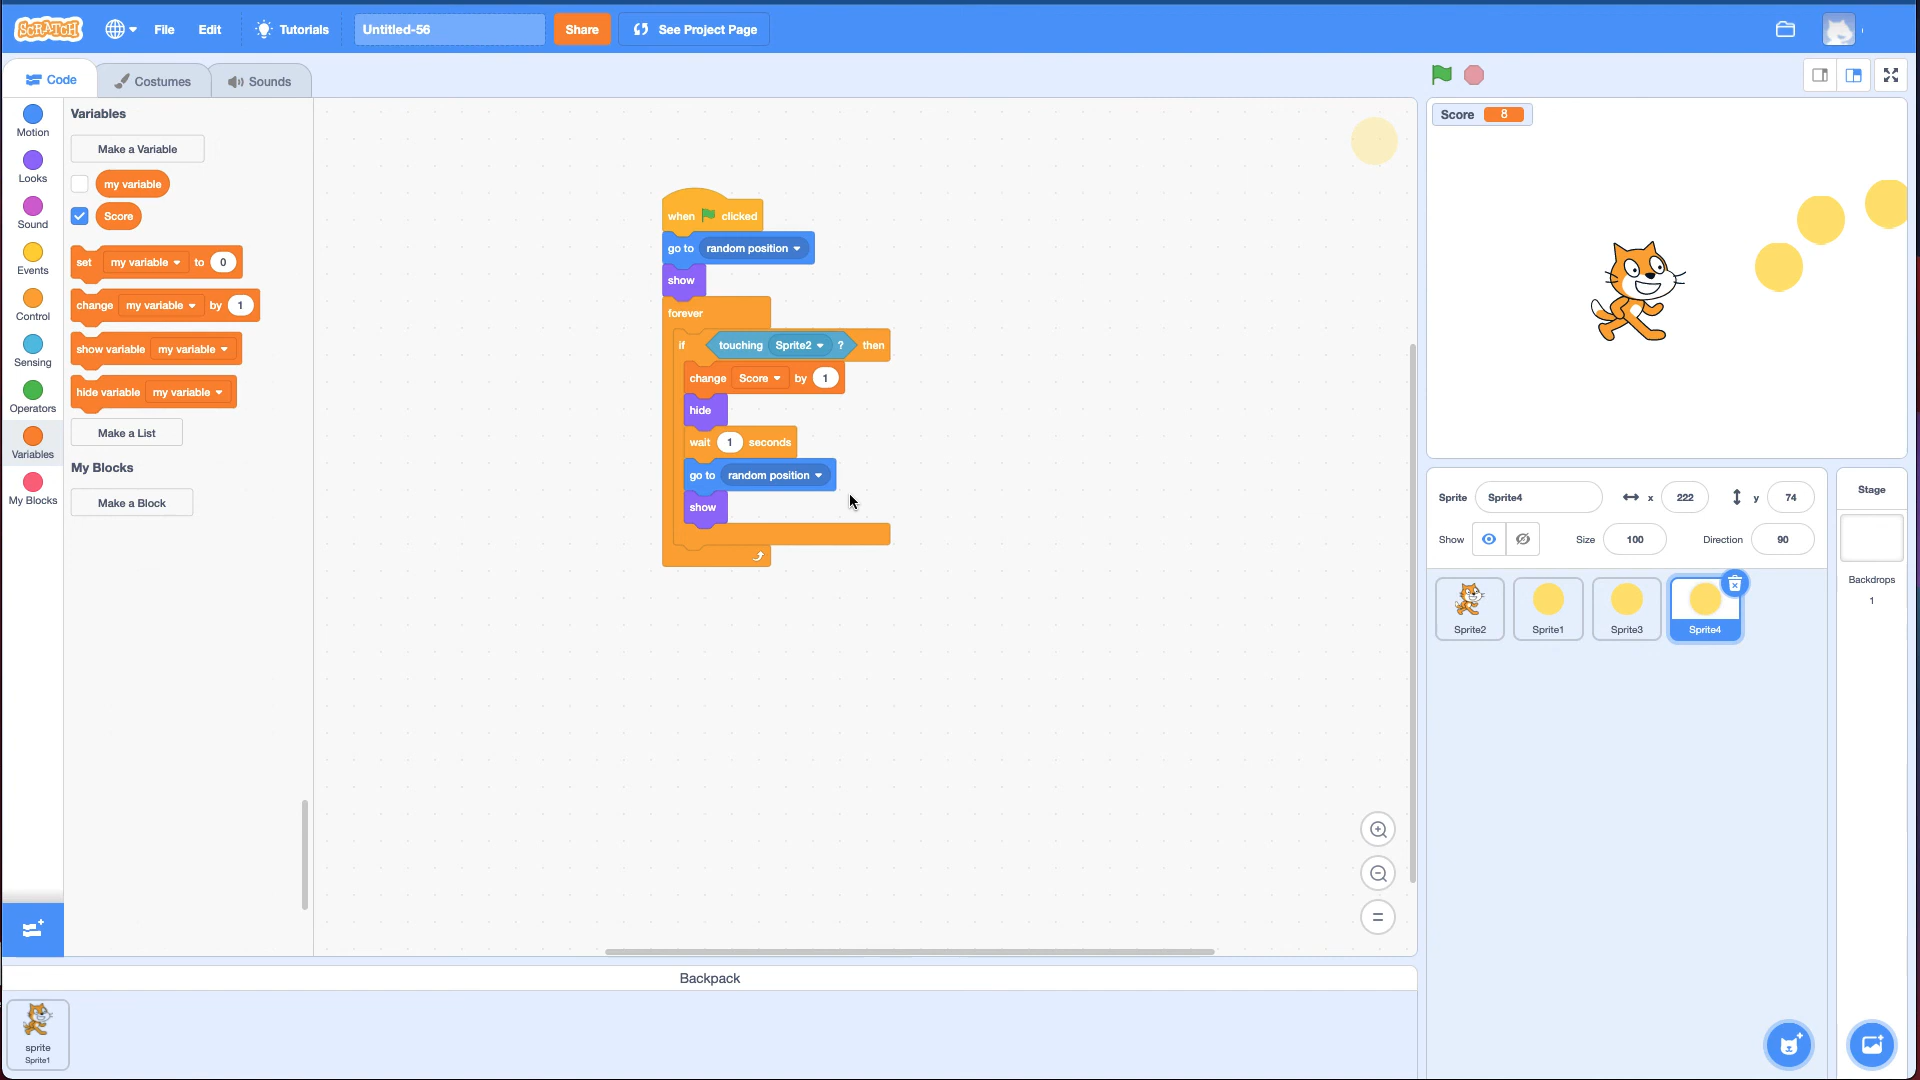 SCRATCH File Edit Tutorials Untitled-56 Share See Project Page
Code Costumes Sounds
Motion
Looks
Sound
Events
Control
Sensing
Operators
Variables
My Blocks
Variables
Make a Variable
my variable
Score
set my variable to 0
change my variable by 1
show variable my variable
hide variable my variable
Make a List
My Blocks
Make a Block
when clicked
go to random position
show
forever
if touching Sprite2 ? then
change Score by 1
hide
wait 1 seconds
go to random position
show
Score 8
Sprite Sprite4 x 222 y 74
Show Size 100 Direction 90
Sprite2 Sprite1 Sprite3 Sprite4
Stage
Backdrops
1
Backpack
sprite
Sprite1